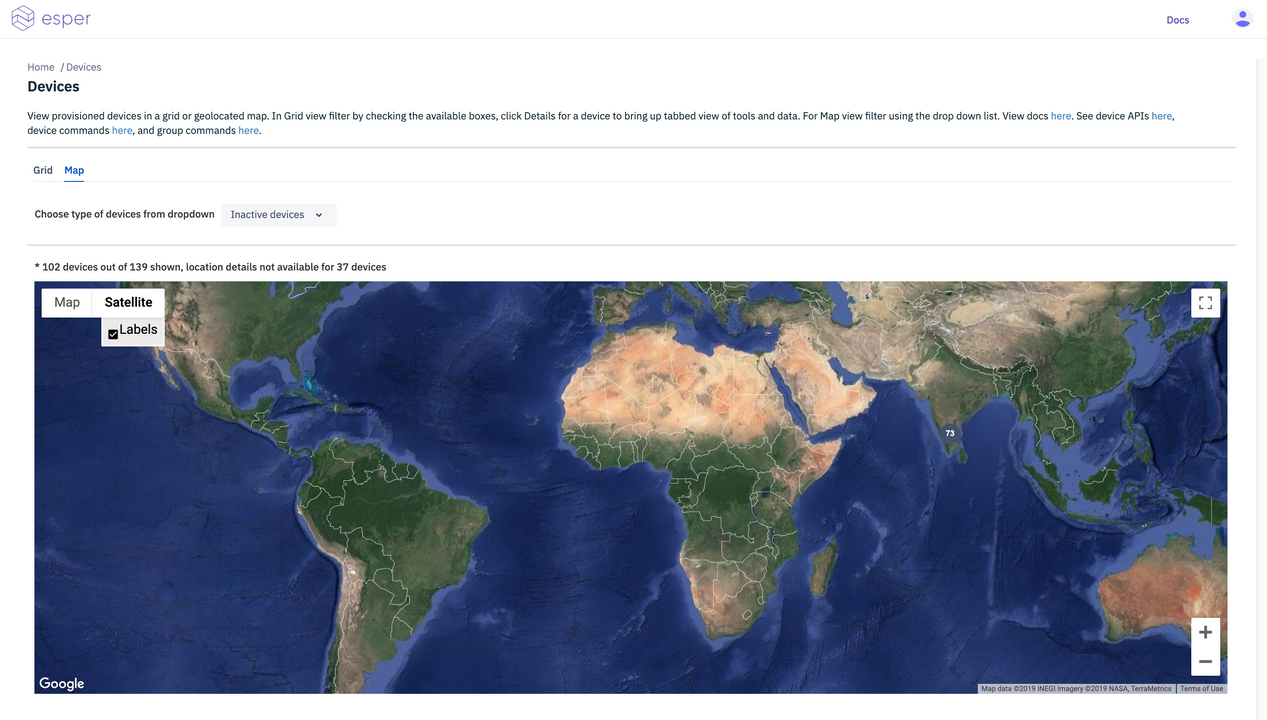 esper
Docs
Home / Devices
Devices
View provisioned devices in a grid or geolocated map. In Grid view filter by checking the available boxes, click Details for a device to bring up tabbed view of tools and data. For Map view filter using the drop down list. View docs here. See device APIs here,
device commands here, and group commands here.
Grid Map
Choose type of devices from dropdown Inactive devices
* 102 devices out of 139 shown, location details not available for 37 devices
Map Satellite
Labels
73
Google
Map data ©2019 INEGI Imagery ©2019 NASA, TerraMetrics Terms of Use